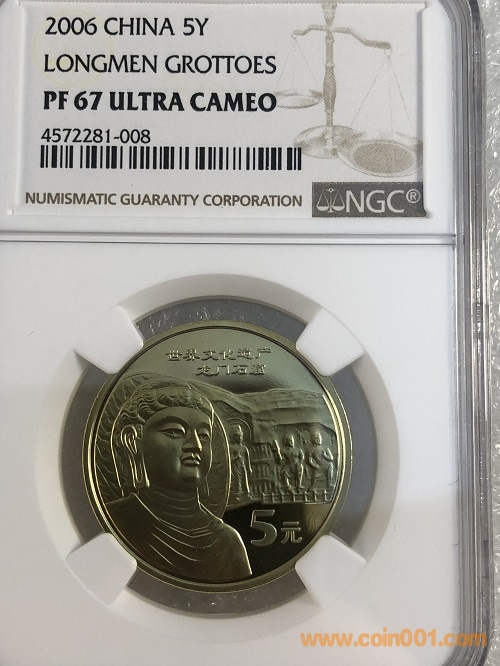 2006 CHINA 5Y
LONGMEN GROTTOES
PF 67 ULTRA CAMEO
4572281-008
NUMISMATIC GUARANTY CORPORATION
NGC®
世界文化遗产
龙门石窟
5元
www.coin001.com